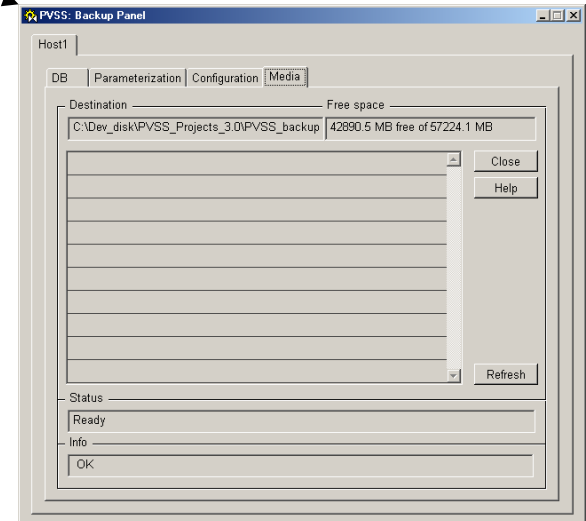 PVSS: Backup Panel
Host1
DB Parameterization Configuration Media
Destination Free space
C:\Dev_disk\PVSS_Projects_3.0\PVSS_backup 42890.5 MB free of 57224.1 MB
Close
Help
Refresh
Status
Ready
Info
OK